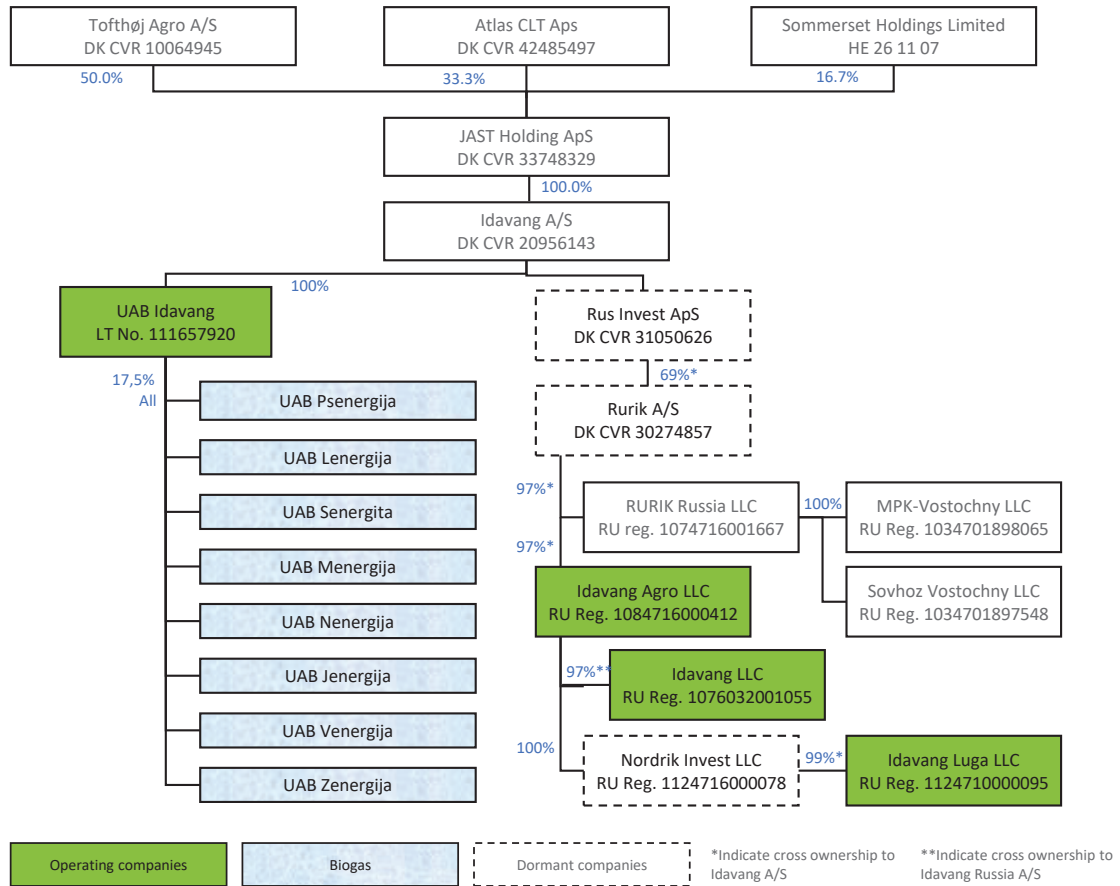 Tofthøj Agro A/S
DK CVR 10064945
Atlas CLT Aps
DK CVR 42485497
Sommerset Holdings Limited
HE 26 11 07
50.0%
33.3%
16.7%
JAST Holding ApS
DK CVR 33748329
100.0%
Idavang A/S
DK CVR 20956143
100%
UAB Idavang
LT No. 111657920
Rus Invest ApS
DK CVR 31050626
17,5%
All
69%*
UAB Psenergija
UAB Lenergija
UAB Senergita
UAB Menergija
UAB Nenergija
UAB Jenergija
UAB Venergija
UAB Zenergija
Rurik A/S
DK CVR 30274857
97%*
RURIK Russia LLC
RU reg. 1074716001667
100%
MPK-Vostochny LLC
RU Reg. 1034701898065
97%*
Idavang Agro LLC
RU Reg. 1084716000412
Sovhoz Vostochny LLC
RU Reg. 1034701897548
97%**
Idavang LLC
RU Reg. 1076032001055
100%
Nordrik Invest LLC
RU Reg. 1124716000078
99%*
Idavang Luga LLC
RU Reg. 1124710000095
Operating companies
Biogas
Dormant companies
*Indicate cross ownership to
Idavang A/S
**Indicate cross ownership to
Idavang Russia A/S